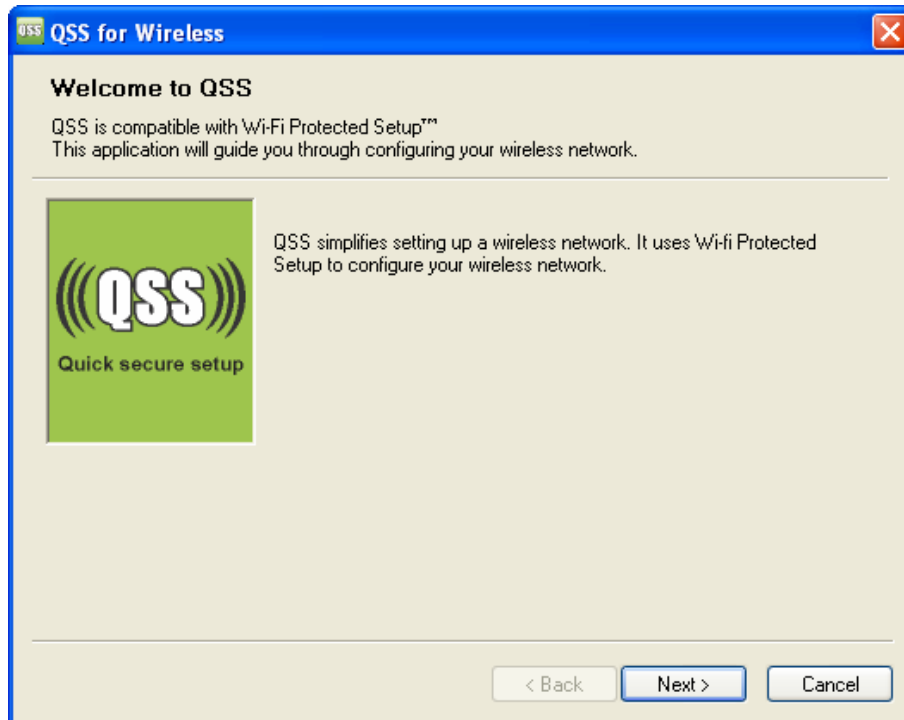 QSS QSS for Wireless
Welcome to QSS
QSS is compatible with Wi-Fi Protected Setup™
This application will guide you through configuring your wireless network.
QSS simplifies setting up a wireless network. It uses Wi-fi Protected
Setup to configure your wireless network.
(((QSS)))
Quick secure setup
< Back Next > Cancel